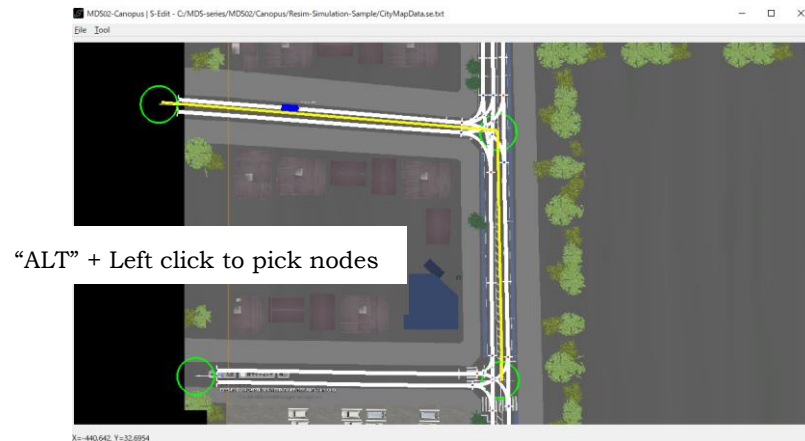 MDS02-Canopus | S-Edit - C:/MDS-series/MDS02/Canopus/Resim-Simulation-Sample/CityMapData.se.txt
File Tool
“ALT” + Left click to pick nodes
X=-440.642, Y=32.6954